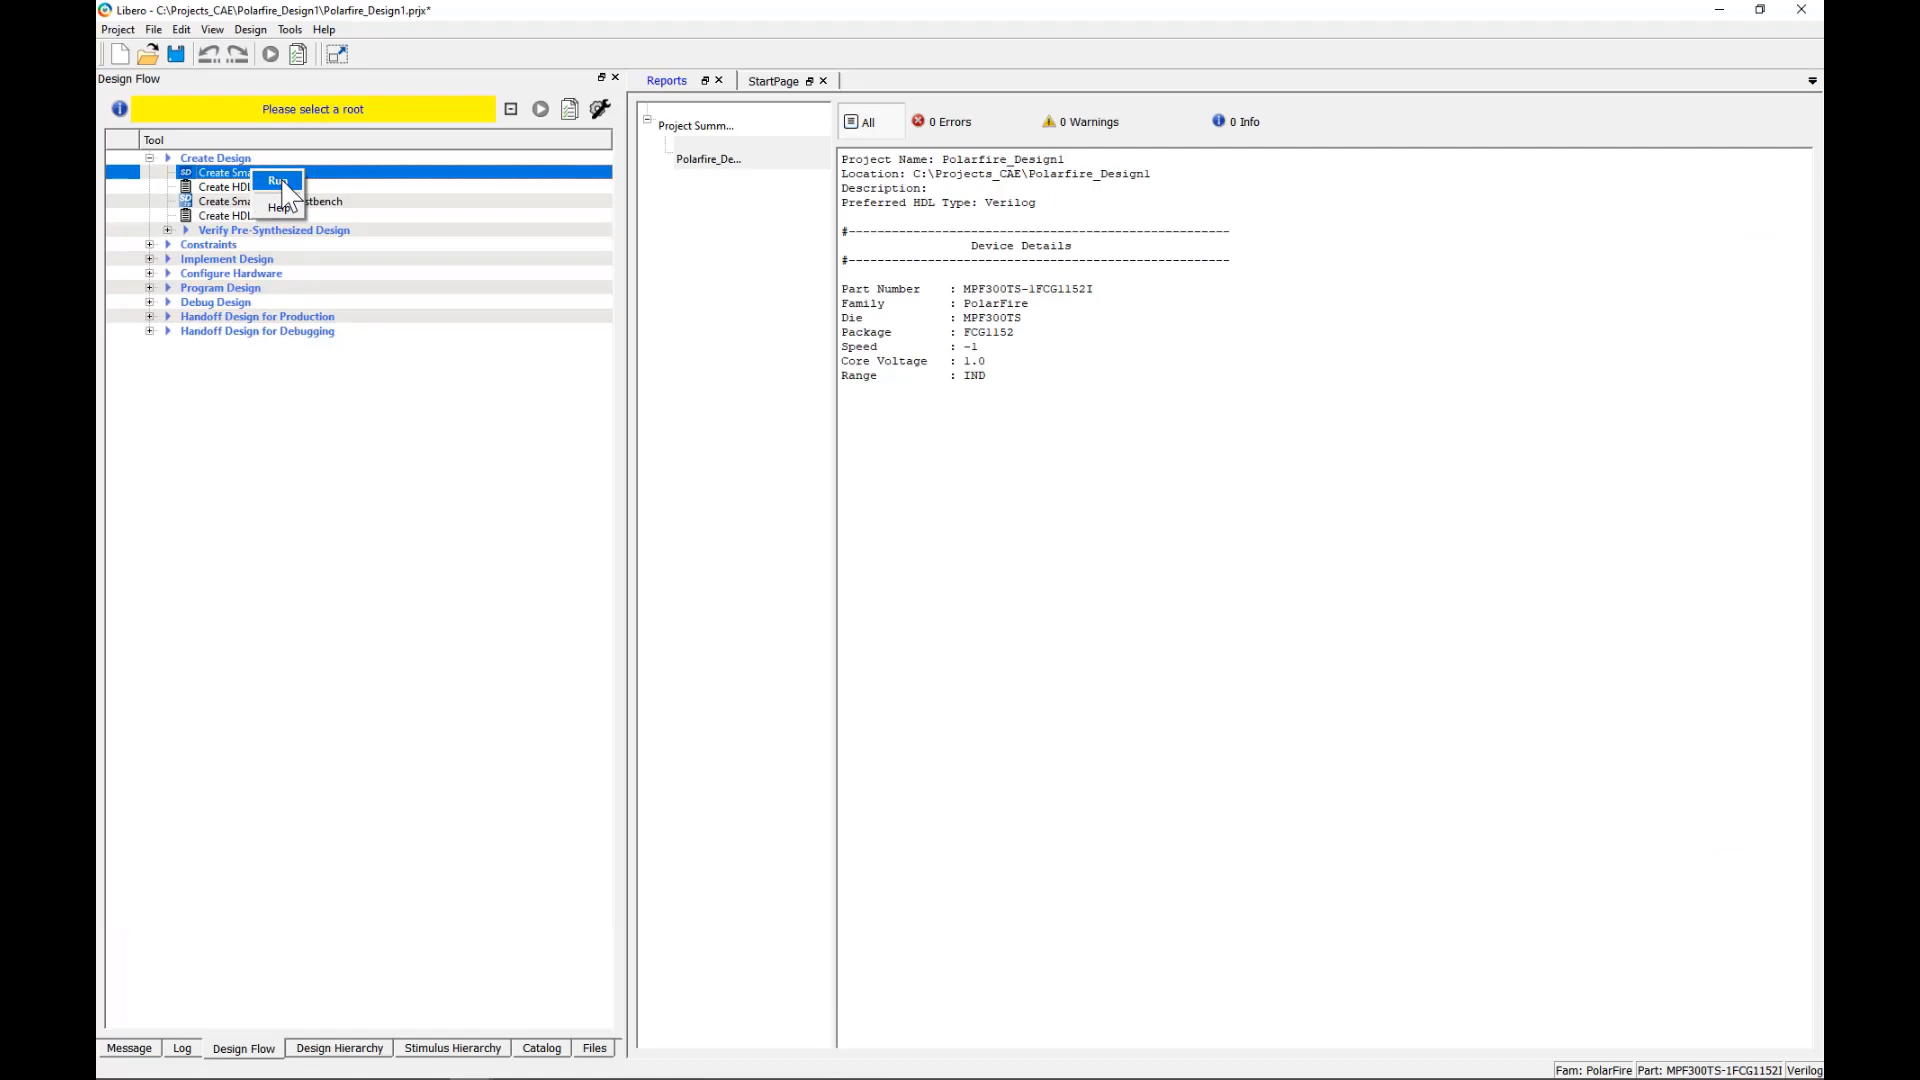 Libero - C:\Projects_CAE\Polarfire_Design1\Polarfire_Design1.prjx*
Project File Edit View Design Tools Help
Design Flow
Reports
StartPage
Please select a root
Tool
Create Design
SD Create Sma
Run
Create HDL
Create Sma stbench
Help
Create HDL
Verify Pre-Synthesized Design
Constraints
Implement Design
Configure Hardware
Program Design
Debug Design
Handoff Design for Production
Handoff Design for Debugging
Project Summ...
Polarfire_De...
All
0 Errors
0 Warnings
0 Info
Project Name: Polarfire_Design1
Location: C:\Projects_CAE\Polarfire_Design1
Description:
Preferred HDL Type: Verilog
#-----------------------------------------------------
Device Details
#-----------------------------------------------------
Part Number : MPF300TS-1FCG1152I
Family : PolarFire
Die : MPF300TS
Package : FCG1152
Speed : -1
Core Voltage : 1.0
Range : IND
Message Log Design Flow Design Hierarchy Stimulus Hierarchy Catalog Files
Fam: PolarFire Part: MPF300TS-1FCG1152I Verilog